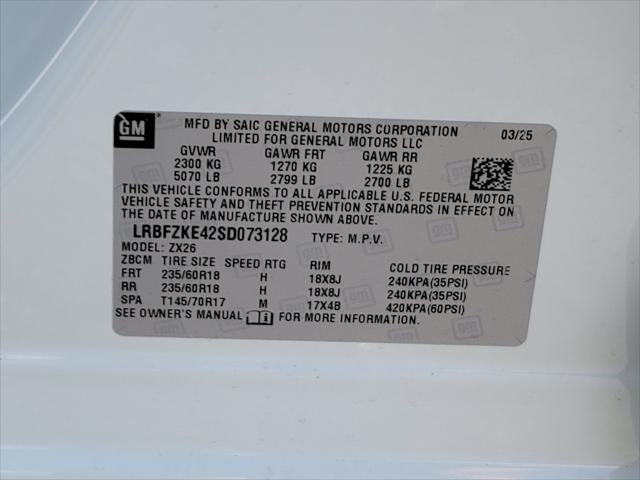 GM
MFD BY SAIC GENERAL MOTORS CORPORATION 03/25
LIMITED FOR GENERAL MOTORS LLC
GVWR GAWR FRT GAWR RR
2300 KG 1270 KG 1225 KG
5070 LB 2799 LB 2700 LB
THIS VEHICLE CONFORMS TO ALL APPLICABLE U.S. FEDERAL MOTOR
VEHICLE SAFETY AND THEFT PREVENTION STANDARDS IN EFFECT ON
THE DATE OF MANUFACTURE SHOWN ABOVE.
LRBFZKE42SD073128 TYPE: M.P.V.
MODEL: ZX26
ZBCM TIRE SIZE SPEED RTG RIM COLD TIRE PRESSURE
FRT 235/60R18 H 18X8J 240KPA(35PSI)
RR 235/60R18 H 18X8J 240KPA(35PSI)
SPA T145/70R17 M 17X4B 420KPA(60PSI)
SEE OWNER'S MANUAL FOR MORE INFORMATION.